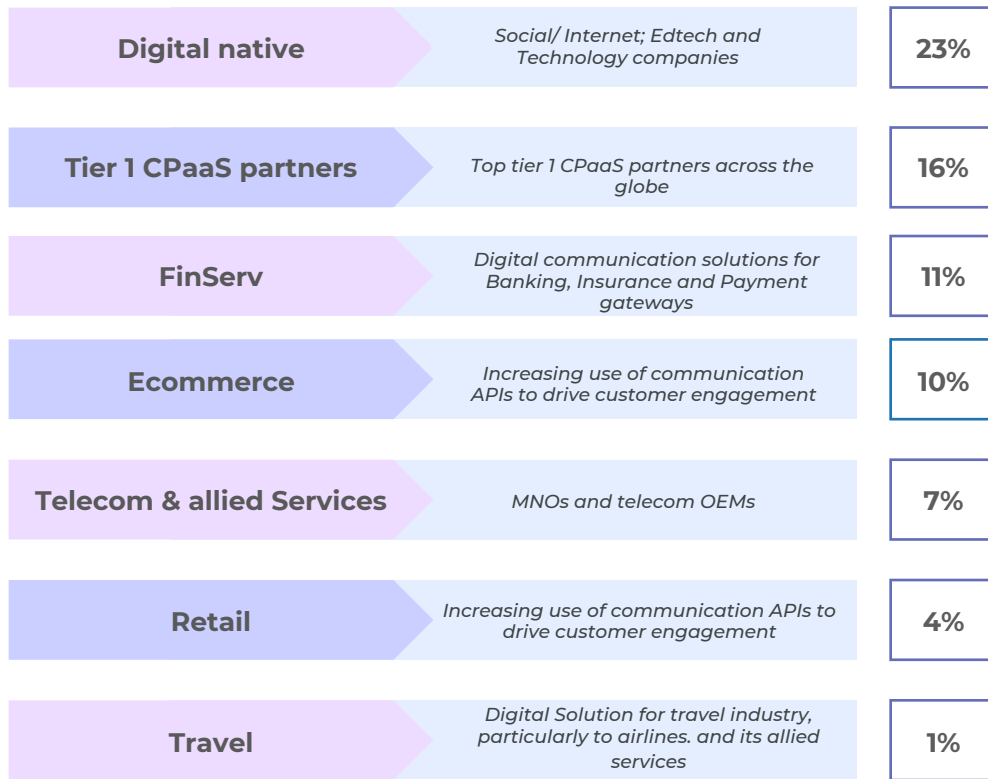 Digital native
Social/ Internet; Edtech and
Technology companies
23%
Tier 1 CPaaS partners
Top tier 1 CPaaS partners across the
globe
16%
FinServ
Digital communication solutions for
Banking, Insurance and Payment
gateways
11%
Ecommerce
Increasing use of communication
APIs to drive customer engagement
10%
Telecom & allied Services
MNOs and telecom OEMs
7%
Retail
Increasing use of communication APIs to
drive customer engagement
4%
Travel
Digital Solution for travel industry,
particularly to airlines. and its allied
services
1%